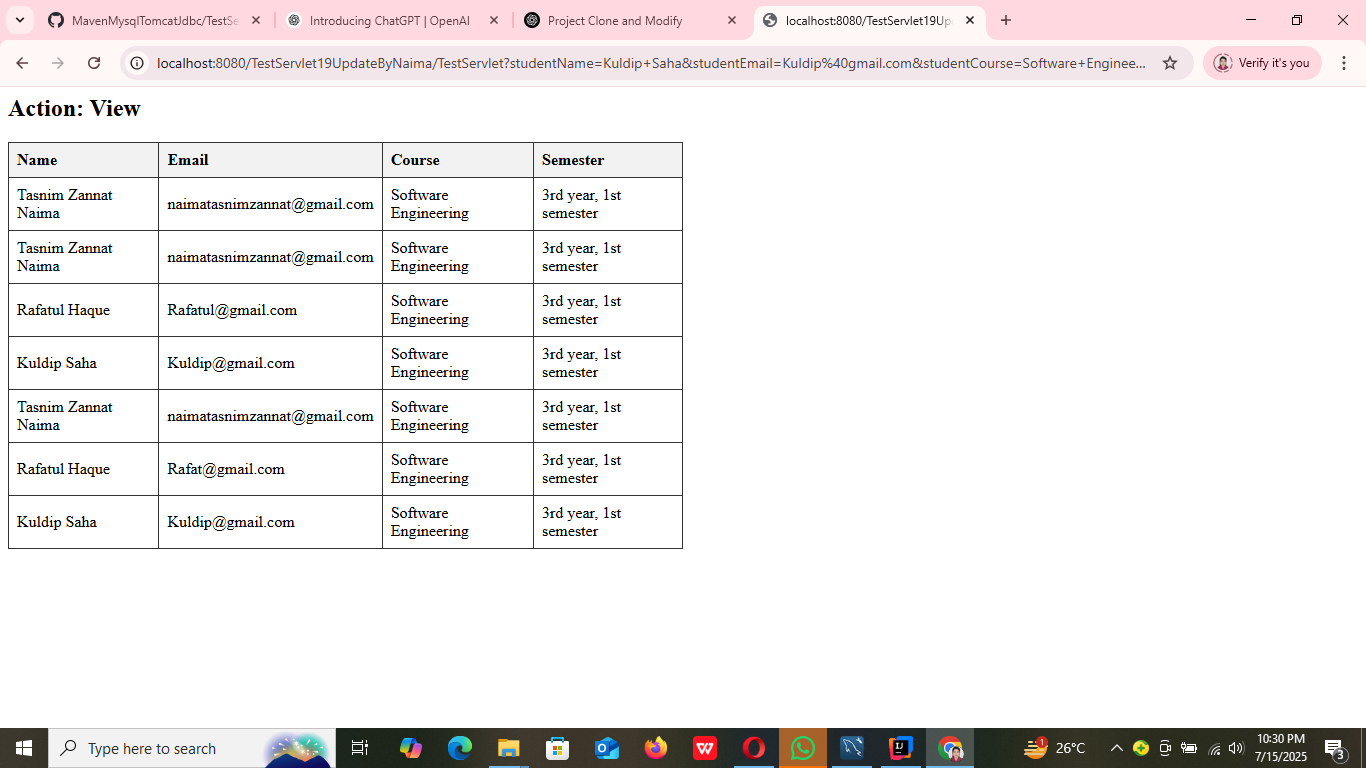 MavenMysqlTomcatJdbc/TestSe
Introducing ChatGPT | OpenAI
Project Clone and Modify
localhost:8080/TestServlet19Up
localhost:8080/TestServlet19UpdateByNaima/TestServlet?studentName=Kuldip+Saha&studentEmail=Kuldip%40gmail.com&studentCourse=Software+Enginee...
Verify it's you
Action: View
Name Email Course Semester
Tasnim Zannat
Naima
naimatasnimzannat@gmail.com
Software
Engineering
3rd year, 1st
semester
Tasnim Zannat
Naima
naimatasnimzannat@gmail.com
Software
Engineering
3rd year, 1st
semester
Rafatul Haque
Rafatul@gmail.com
Software
Engineering
3rd year, 1st
semester
Kuldip Saha
Kuldip@gmail.com
Software
Engineering
3rd year, 1st
semester
Tasnim Zannat
Naima
naimatasnimzannat@gmail.com
Software
Engineering
3rd year, 1st
semester
Rafatul Haque
Rafat@gmail.com
Software
Engineering
3rd year, 1st
semester
Kuldip Saha
Kuldip@gmail.com
Software
Engineering
3rd year, 1st
semester
Type here to search
W
IJ
1
26°C
10:30 PM
7/15/2025
3